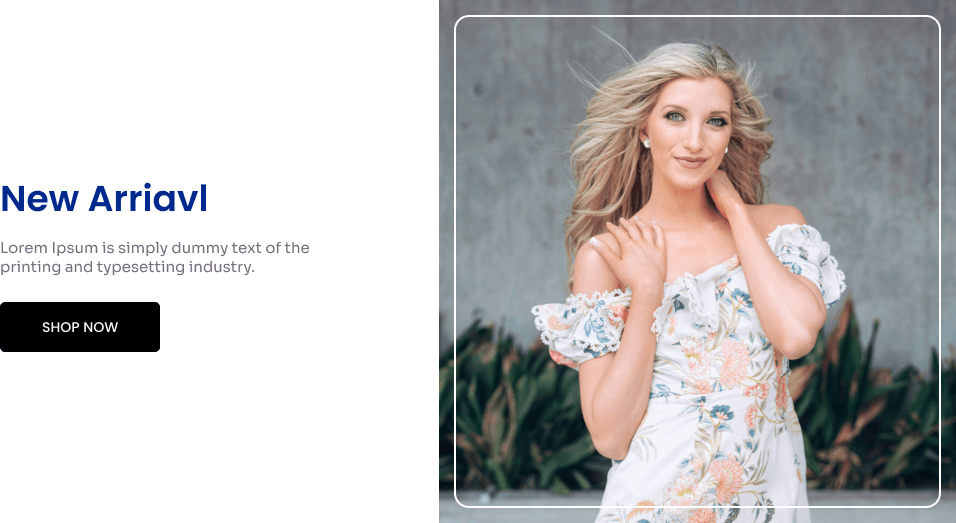 New Arriavl
Lorem Ipsum is simply dummy text of the
printing and typesetting industry.
SHOP NOW